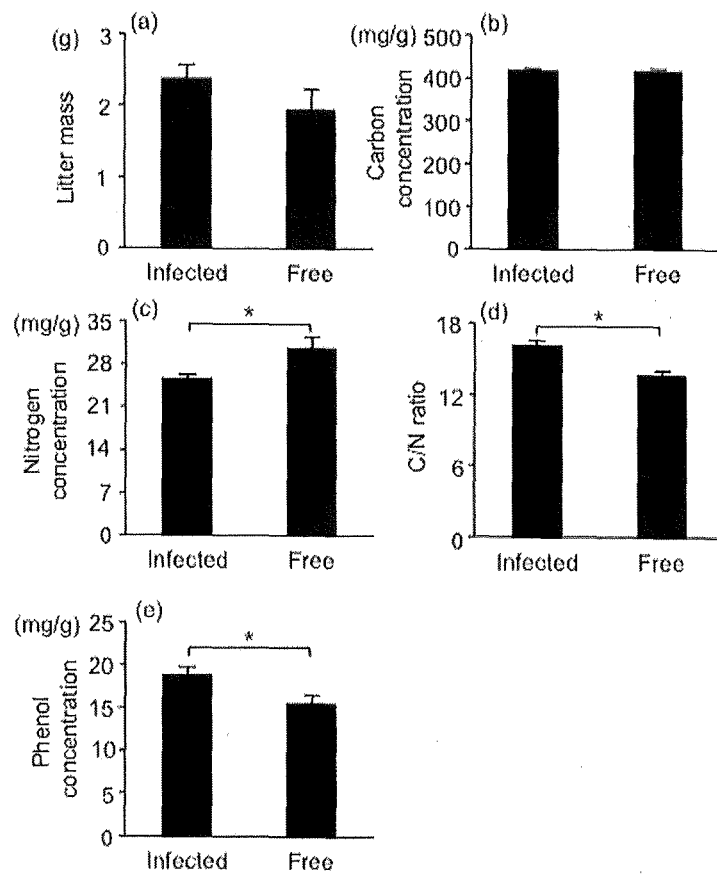 (g) (a)
3
2
1
0
Litter mass
Infected Free
(mg/g) (b)
500
400
300
200
100
0
Carbon
concentration
Infected Free
(mg/g) (c)
35
28
21
14
7
0
Nitrogen
concentration
*
Infected Free
(d)
18
12
6
0
C/N ratio
*
Infected Free
(mg/g) (e)
25
20
15
10
5
0
Phenol
concentration
*
Infected Free